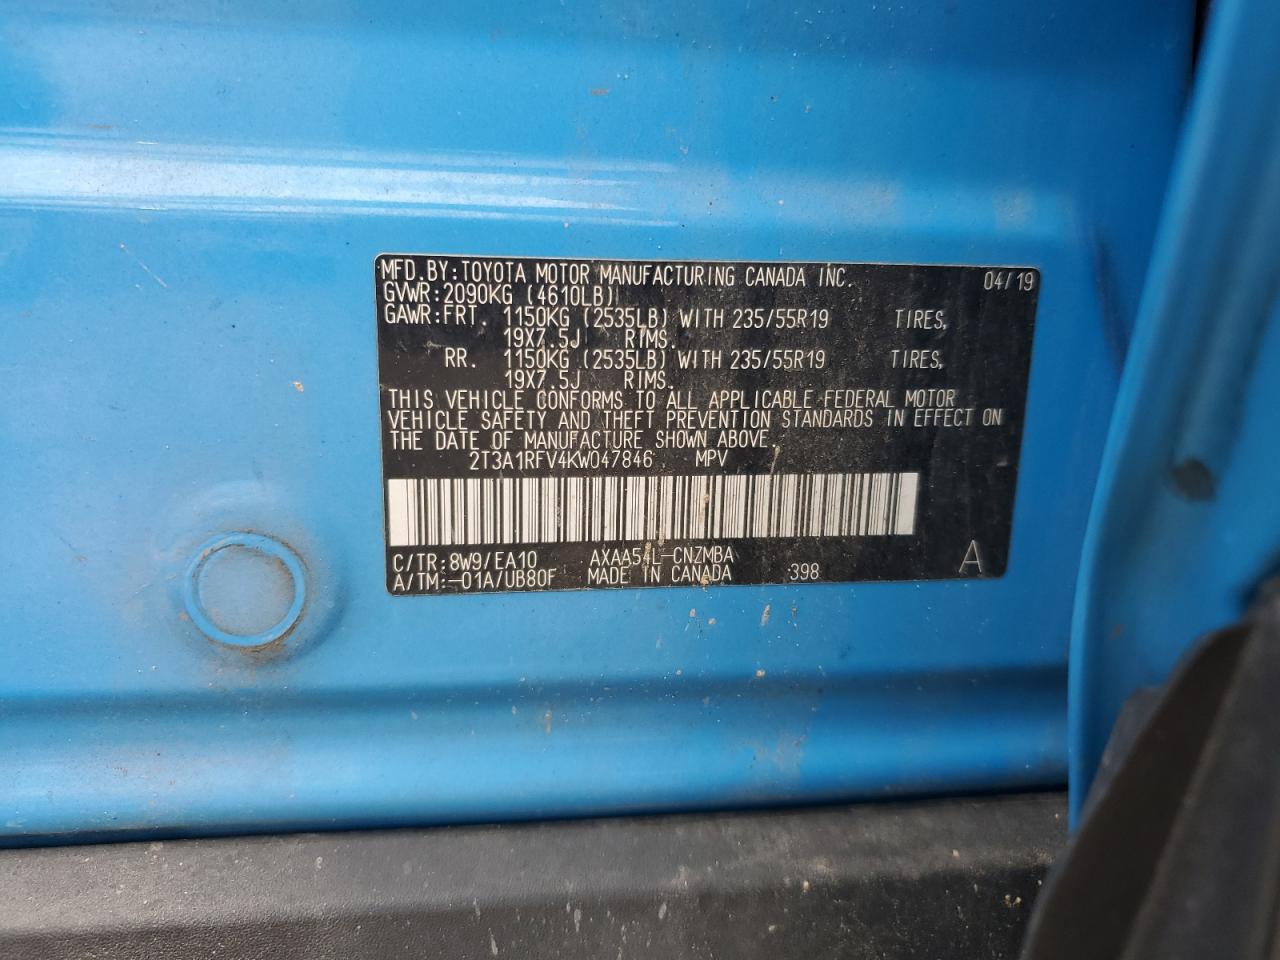 MFD.BY:TOYOTA MOTOR MANUFACTURING CANADA INC. 04/19
GVWR:2090KG (4610LB)
GAWR:FRT. 1150KG (2535LB) WITH 235/55R19 TIRES,
19X7.5J RIMS.
RR. 1150KG (2535LB) WITH 235/55R19 TIRES,
19X7.5J RIMS.
THIS VEHICLE CONFORMS TO ALL APPLICABLE FEDERAL MOTOR
VEHICLE SAFETY AND THEFT PREVENTION STANDARDS IN EFFECT ON
THE DATE OF MANUFACTURE SHOWN ABOVE.
2T3A1RFV4KW047846 MPV
C/TR:8W9/EA10 AXAA54L-CNZMBA A
A/TM:-01A/UB80F MADE IN CANADA 398